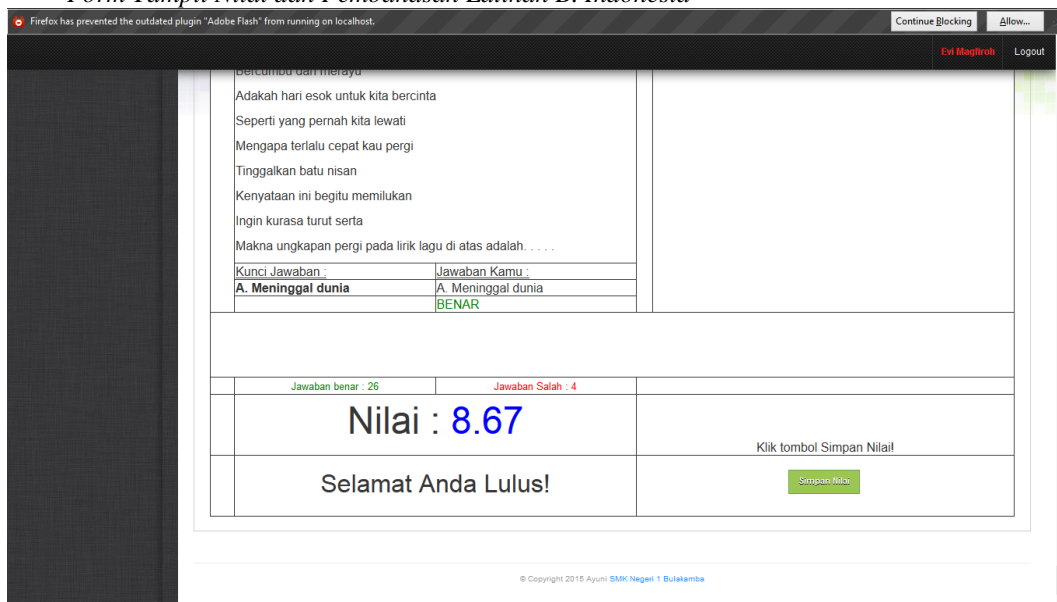 Form Tampil Nilai dan Pembahasan Latihan B. Indonesia
Firefox has prevented the outdated plugin "Adobe Flash" from running on localhost.
Continue Blocking
Allow...
Evi Magfiroh
Logout
Bercumbu dan merayu
Adakah hari esok untuk kita bercinta
Seperti yang pernah kita lewati
Mengapa terlalu cepat kau pergi
Tinggalkan batu nisan
Kenyataan ini begitu memilukan
Ingin kurasa turut serta
Makna ungkapan pergi pada lirik lagu di atas adalah. . . . .
Kunci Jawaban :
Jawaban Kamu :
A. Meninggal dunia
A. Meninggal dunia
BENAR
Jawaban benar : 26
Jawaban Salah : 4
Nilai : 8.67
Klik tombol Simpan Nilai!
Selamat Anda Lulus!
Simpan Nilai
© Copyright 2015 Ayuni SMK Negeri 1 Bulakamba